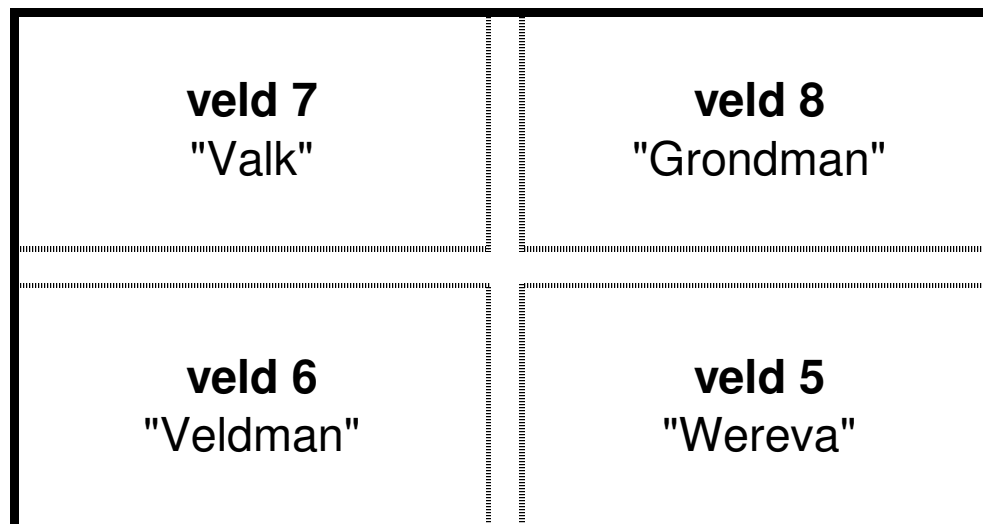 veld 7
"Valk"
veld 8
"Grondman"
veld 6
"Veldman"
veld 5
"Wereva"